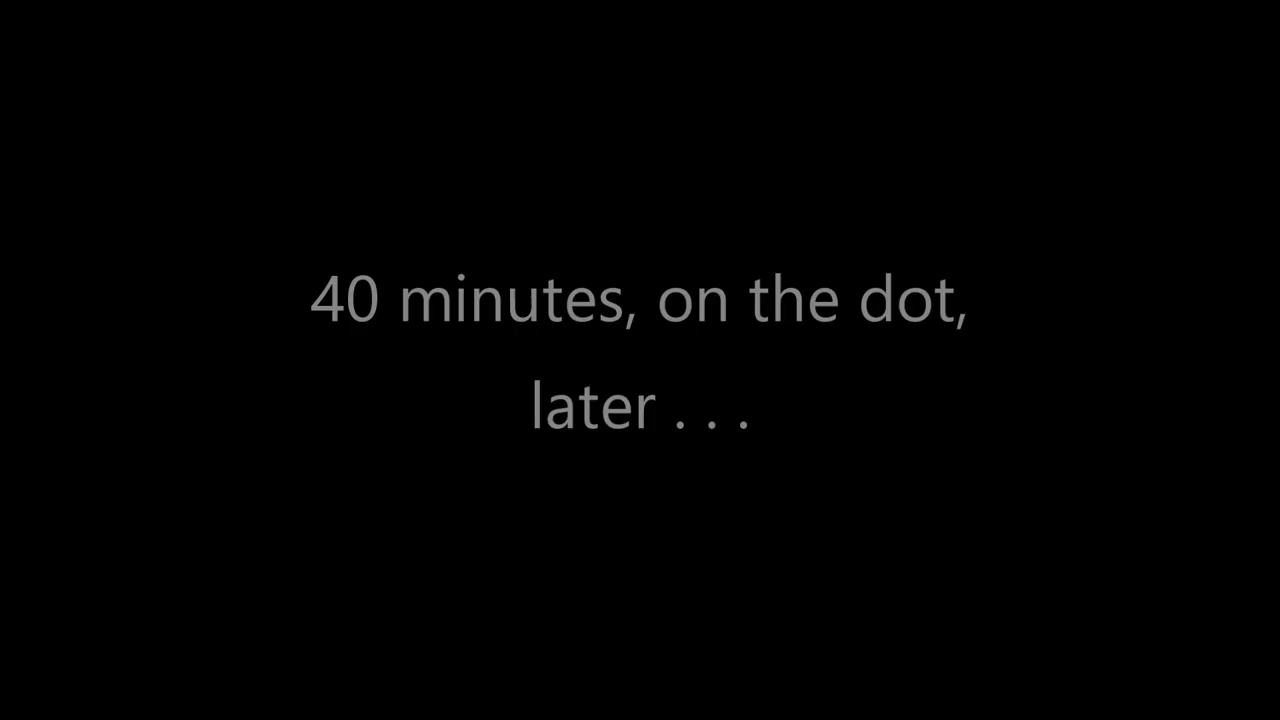 40 minutes, on the dot,
later . . .